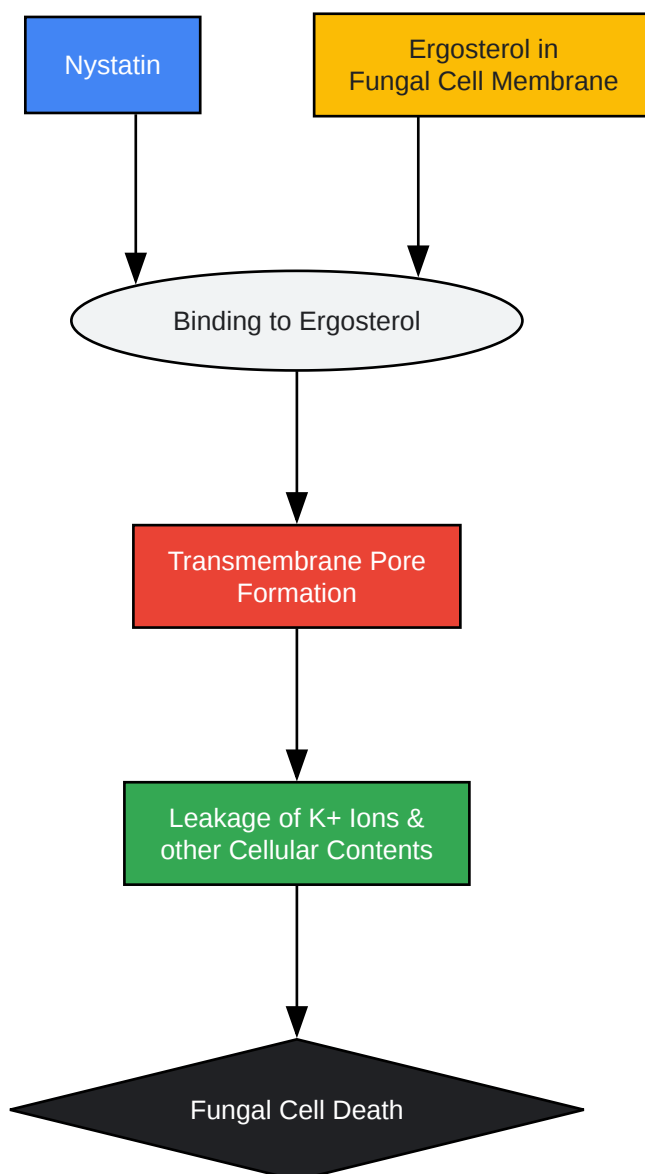 Nystatin
Ergosterol in
Fungal Cell Membrane
Binding to Ergosterol
Transmembrane Pore
Formation
Leakage of K+ Ions &
other Cellular Contents
Fungal Cell Death